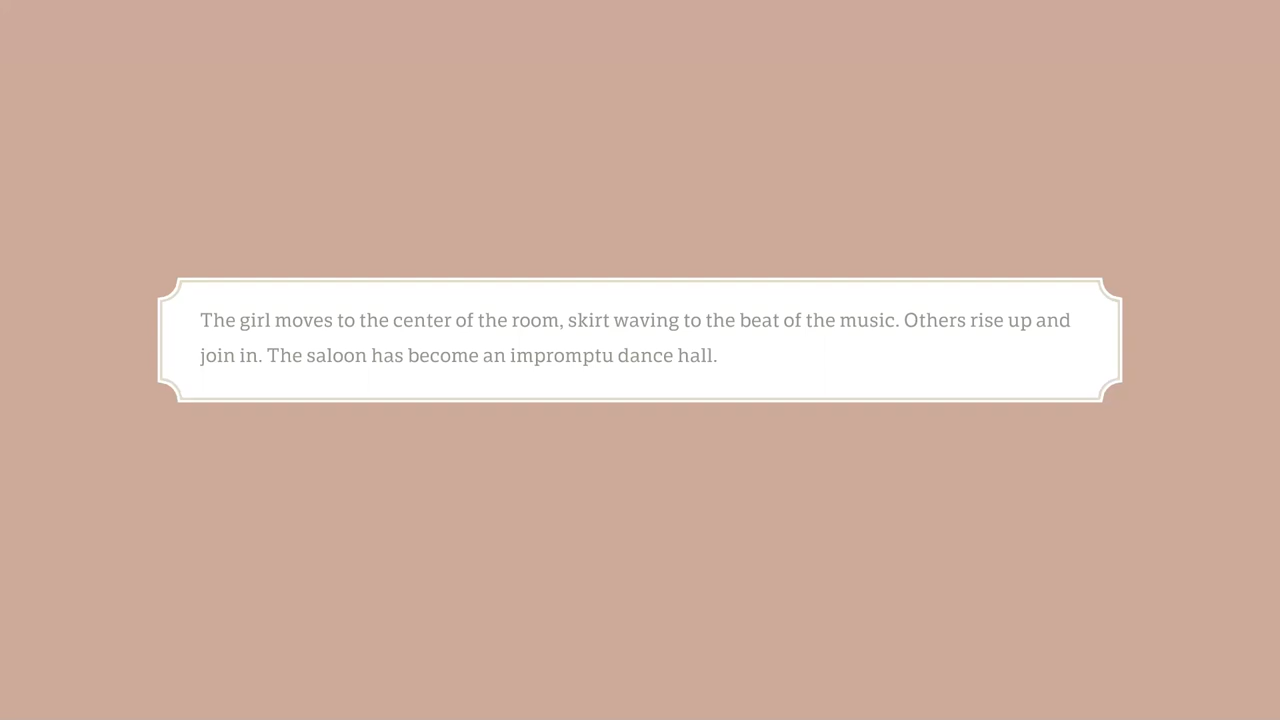 The girl moves to the center of the room, skirt waving to the beat of the music. Others rise up and
join in. The saloon has become an impromptu dance hall.